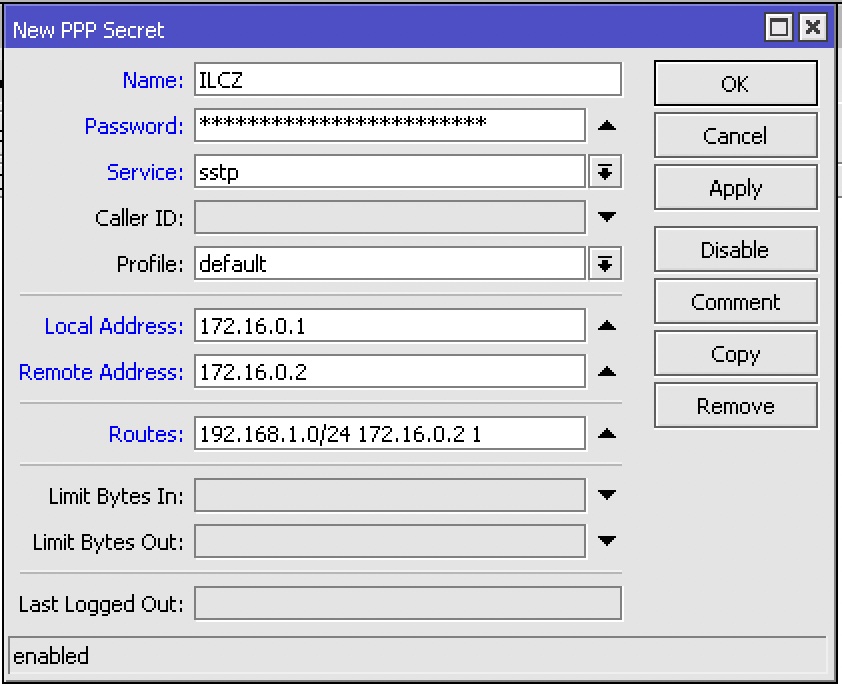 New PPP Secret
Name: ILCZ
Password: ************************
Service: sstp
Caller ID:
Profile: default
Local Address: 172.16.0.1
Remote Address: 172.16.0.2
Routes: 192.168.1.0/24 172.16.0.2 1
Limit Bytes In:
Limit Bytes Out:
Last Logged Out:
enabled
OK
Cancel
Apply
Disable
Comment
Copy
Remove